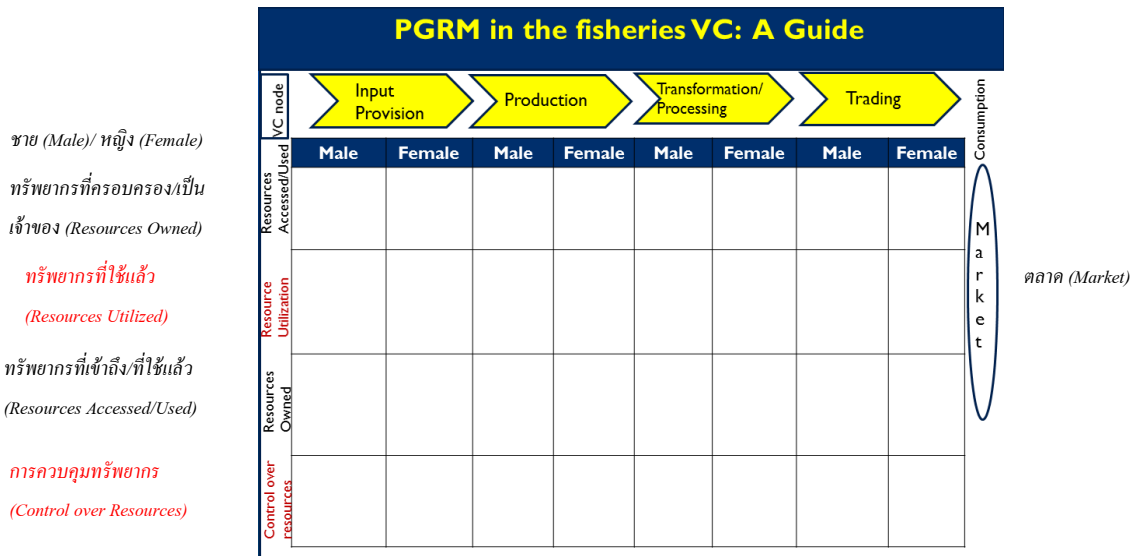 PGRM in the fisheries VC: A Guide
ชาย (Male)/ หญิง (Female)
ทรัพยากรที่ครอบครอง/เป็น
เจ้าของ (Resources Owned)
ทรัพยากรที่ใช้แล้ว
(Resources Utilized)
ทรัพยากรที่เข้าถึง/ที่ใช้แล้ว
(Resources Accessed/Used)
การควบคุมทรัพยากร
(Control over Resources)
VC node
Input
Provision
Production
Transformation/
Processing
Trading
Consumption
Male Female Male Female Male Female Male Female
Resources
Accessed/Used
Resource
Utilization
Resources
Owned
Control over
resources
Market
ตลาด (Market)